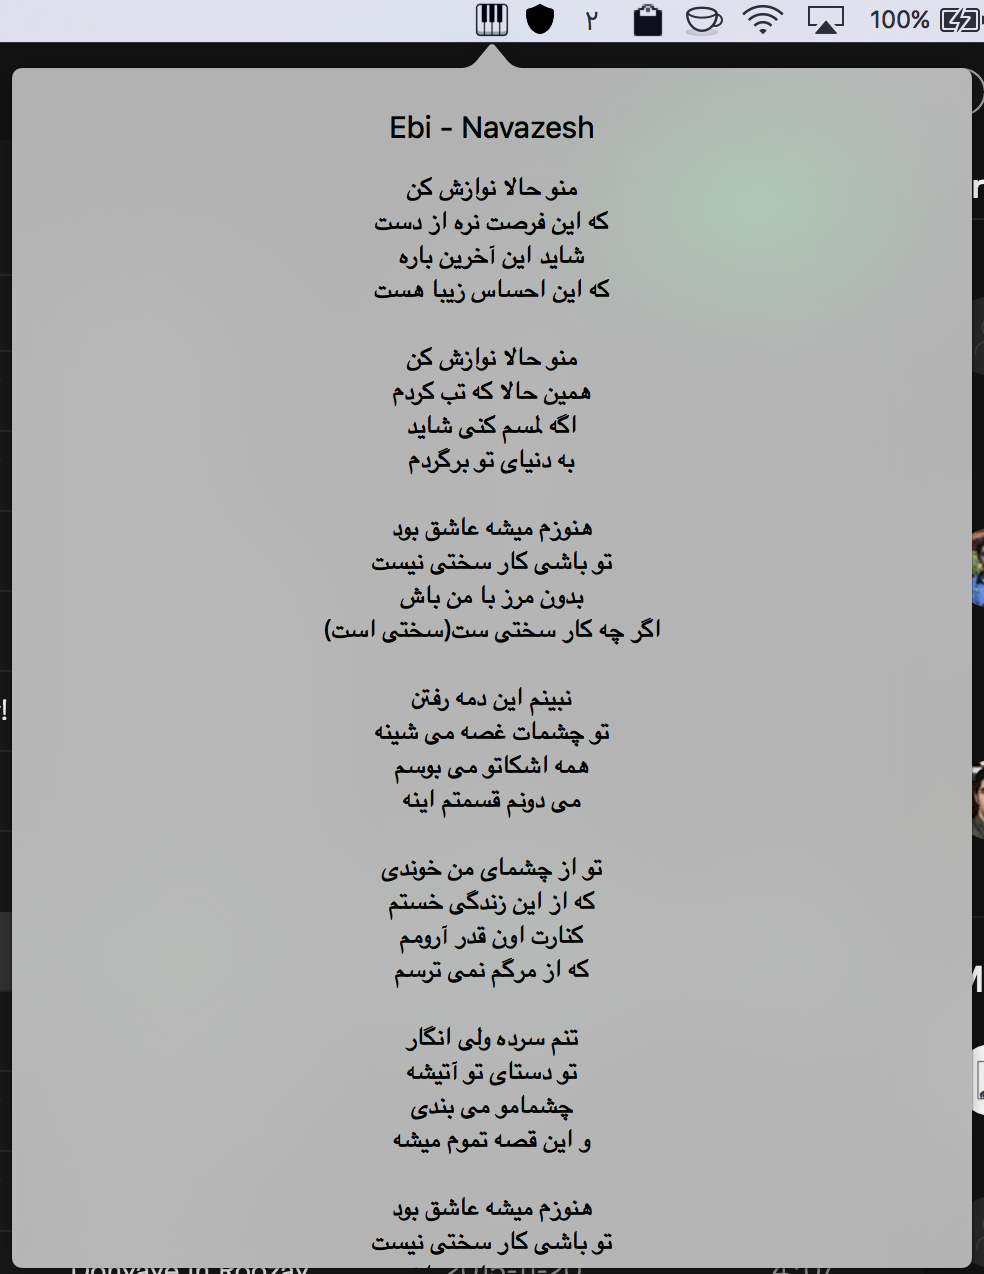 ۲
100%
Ebi - Navazesh
منو حالا نوازش کن
که این فرصت نره از دست
شاید این آخرین باره
که این احساس زیبا هست
منو حالا نوازش کن
همین حالا که تب کردم
اگه لمسم کنی شاید
به دنیای تو برگردم
هنوزم میشه عاشق بود
تو باشی کار سختی نیست
بدون مرز با من باش
اگر چه کار سختی ست(سختی است)
نبینم این دمه رفتن
تو چشمات غصه می شینه
همه اشکاتو می بوسم
می دونم قسمتم اینه
تو از چشمای من خوندی
که از این زندگی خستم
کنارت اون قدر آرومم
که از مرگم نمی ترسم
تنم سرده ولی انگار
تو دستای تو آتیشه
چشمامو می بندی
و این قصه تموم میشه
هنوزم میشه عاشق بود
تو باشی کار سختی نیست